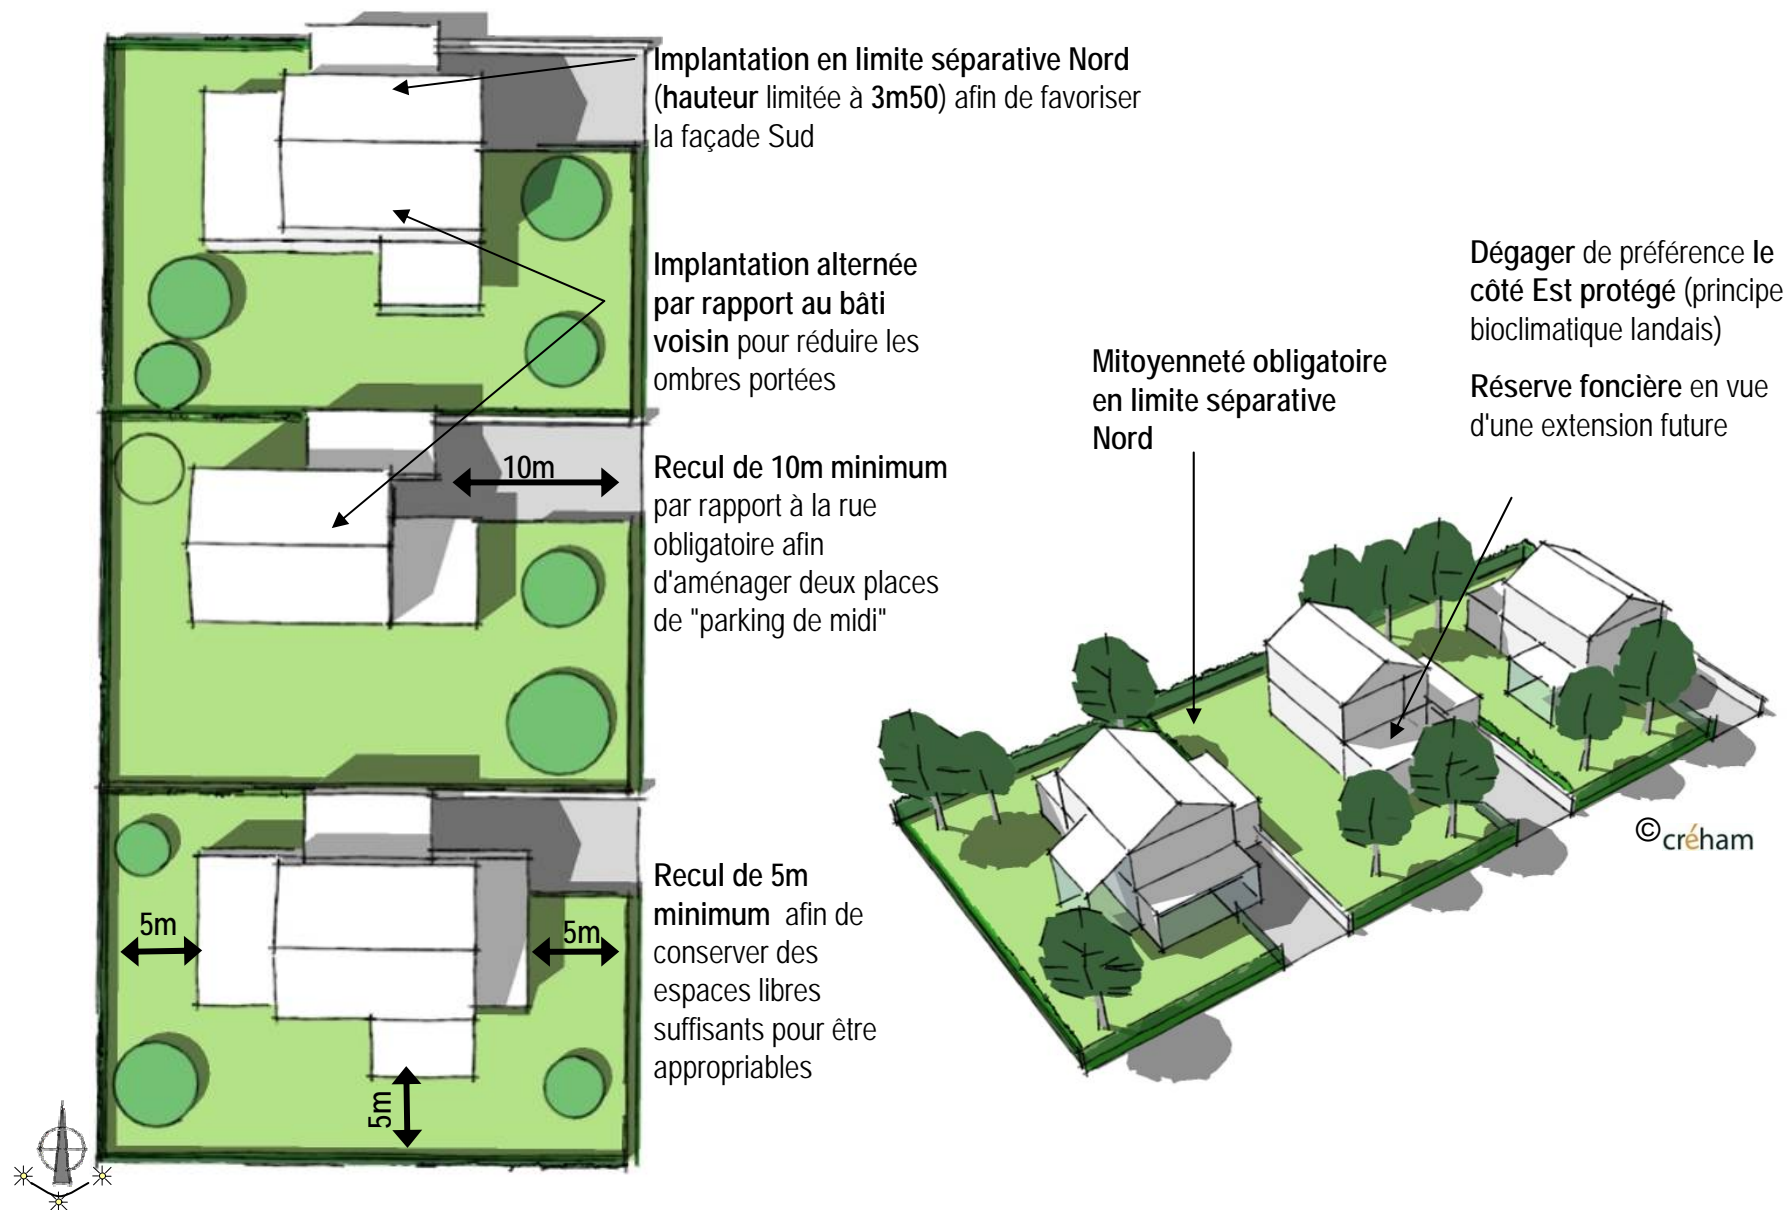 Implantation en limite séparative Nord
(hauteur limitée à 3m50) afin de favoriser
la façade Sud
Implantation alternée
par rapport au bâti
voisin pour réduire les
ombres portées
10m
Recul de 10m minimum
par rapport à la rue
obligatoire afin
d'aménager deux places
de "parking de midi"
5m
5m
5m
Recul de 5m
minimum afin de
conserver des
espaces libres
suffisants pour être
appropriables
Mitoyenneté obligatoire
en limite séparative
Nord
Dégager de préférence le
côté Est protégé (principe
bioclimatique landais)
Réserve foncière en vue
d'une extension future
© créham